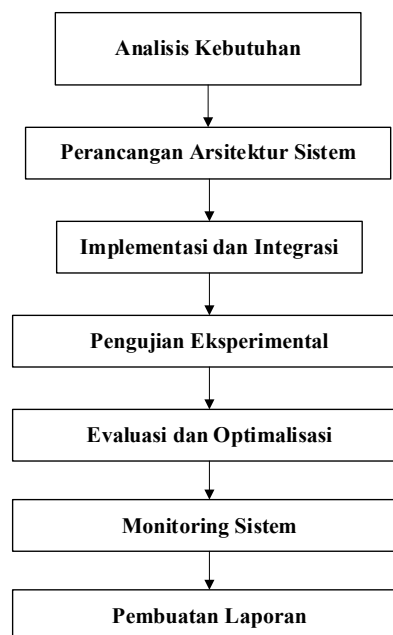 Analisis Kebutuhan
Perancangan Arsitektur Sistem
Implementasi dan Integrasi
Pengujian Eksperimental
Evaluasi dan Optimalisasi
Monitoring Sistem
Pembuatan Laporan